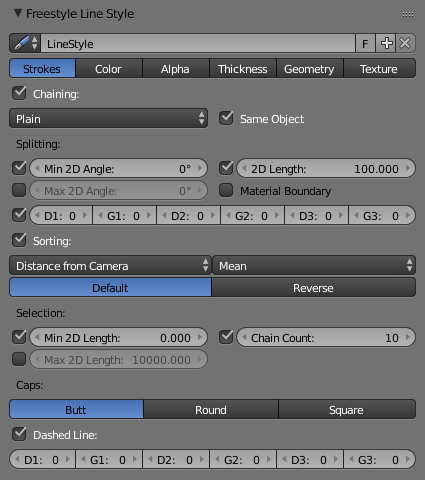 Freestyle Line Style
LineStyle F
Strokes Color Alpha Thickness Geometry Texture
Chaining:
Plain Same Object
Splitting:
Min 2D Angle: 0° 2D Length: 100.000
Max 2D Angle: 0° Material Boundary
D1: 0 G1: 0 D2: 0 G2: 0 D3: 0 G3: 0
Sorting:
Distance from Camera Mean
Default Reverse
Selection:
Min 2D Length: 0.000 Chain Count: 10
Max 2D Length: 10000.000
Caps:
Butt Round Square
Dashed Line:
D1: 0 G1: 0 D2: 0 G2: 0 D3: 0 G3: 0